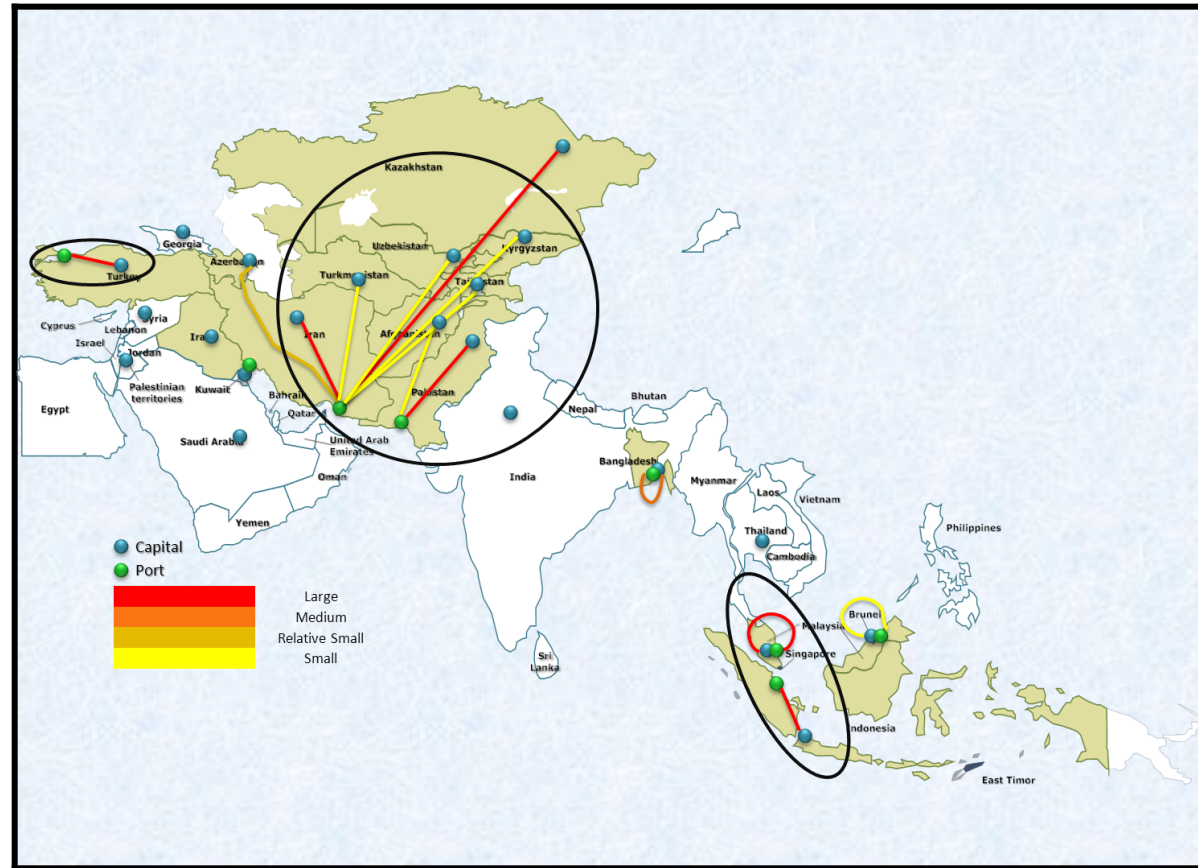 Kazakhstan
Georgia
Uzbekistan
Kyrgyzstan
Azerbaijan
Turkey
Turkmenistan
Tajikistan
Syria
Cyprus
Lebanon
Iraq
Iran
Afghanistan
Israel
Jordan
Palestinian
territories
Kuwait
Pakistan
Bahrain
Qatar
Nepal
Bhutan
Egypt
Saudi Arabia
United Arab
Emirates
Bangladesh
Oman
India
Myanmar
Laos
Vietnam
Yemen
Thailand
Philippines
Cambodia
Capital
Port
Large
Medium
Relative Small
Small
Brunei
Malaysia
Sri
Lanka
Singapore
Indonesia
East Timor